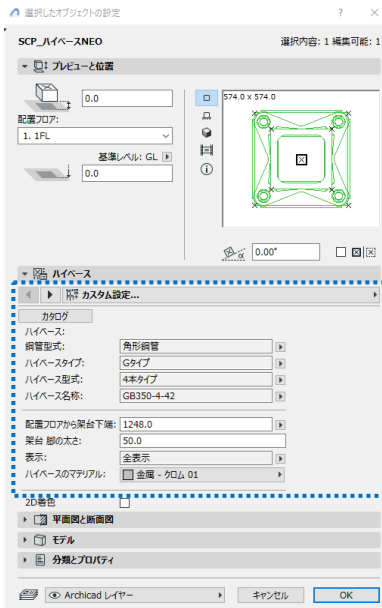 選択したオブジェクトの設定
? ×
SCP_ハイベースNEO
選択内容: 1 編集可能: 1
プレビューと位置
0.0
配置フロア:
1. 1FL
基準レベル: GL
0.0
574.0 x 574.0
α 0.00°
ハイベース
カスタム設定...
カタログ
ハイベース:
鋼管型式: 角形鋼管
ハイベースタイプ: Gタイプ
ハイベース型式: 4本タイプ
ハイベース名称: GB350-4-42
配置フロアから架台下端: 1248.0
架台 脚の太さ: 50.0
表示: 全表示
ハイベースのマテリアル: 金属 - クロム 01
2D着色
平面図と断面図
モデル
分類とプロパティ
Archicad レイヤー
キャンセル
OK